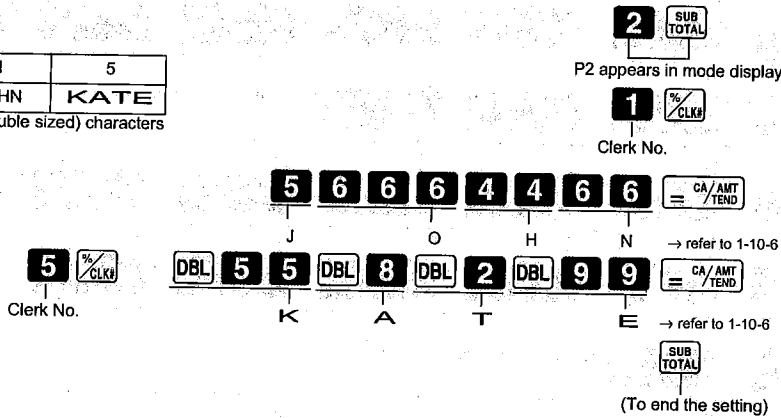 2 SUB TOTAL
P2 appears in mode display
5
HN KATE
uble sized) characters
1 %/CLK#
Clerk No.
5 6 6 6 4 4 6 6 = CA/AMT /TEND
J O H N → refer to 1-10-6
5 %/CLK# DBL 5 5 DBL 8 DBL 2 DBL 9 9 = CA/AMT /TEND
Clerk No. K A T E → refer to 1-10-6
SUB TOTAL
(To end the setting)